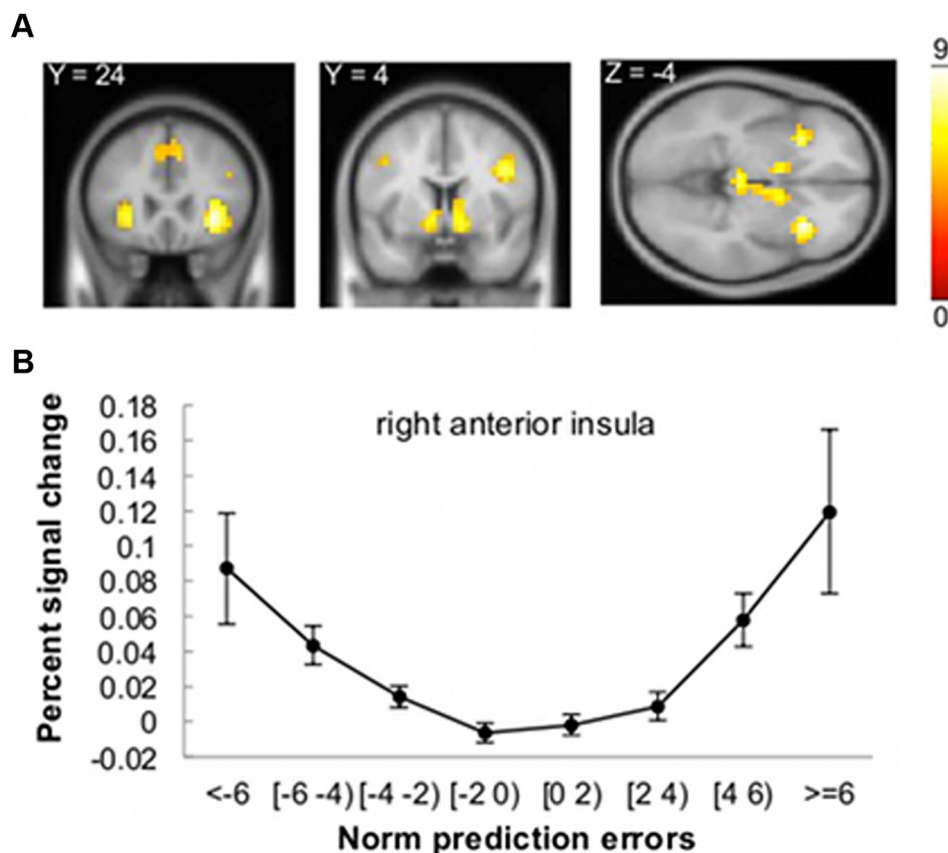 A
Y = 24
Y = 4
Z = -4
9
0
B
right anterior insula
Percent signal change
0.18
0.16
0.14
0.12
0.1
0.08
0.06
0.04
0.02
0
-0.02
<-6 [-6 -4) [-4 -2) [-2 0) [0 2) [2 4) [4 6) >=6
Norm prediction errors